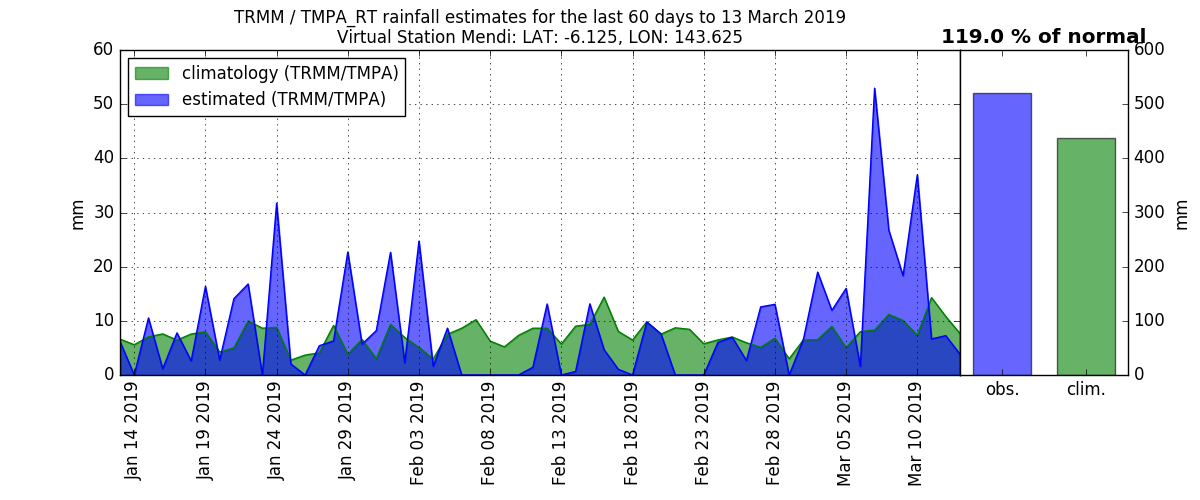 TRMM / TMPA_RT rainfall estimates for the last 60 days to 13 March 2019
Virtual Station Mendi: LAT: -6.125, LON: 143.625
119.0 % of normal
climatology (TRMM/TMPA)
estimated (TRMM/TMPA)
60
50
40
30
20
10
0
mm
Jan 14 2019
Jan 19 2019
Jan 24 2019
Jan 29 2019
Feb 03 2019
Feb 08 2019
Feb 13 2019
Feb 18 2019
Feb 23 2019
Feb 28 2019
Mar 05 2019
Mar 10 2019
obs.
clim.
600
500
400
300
200
100
0
mm